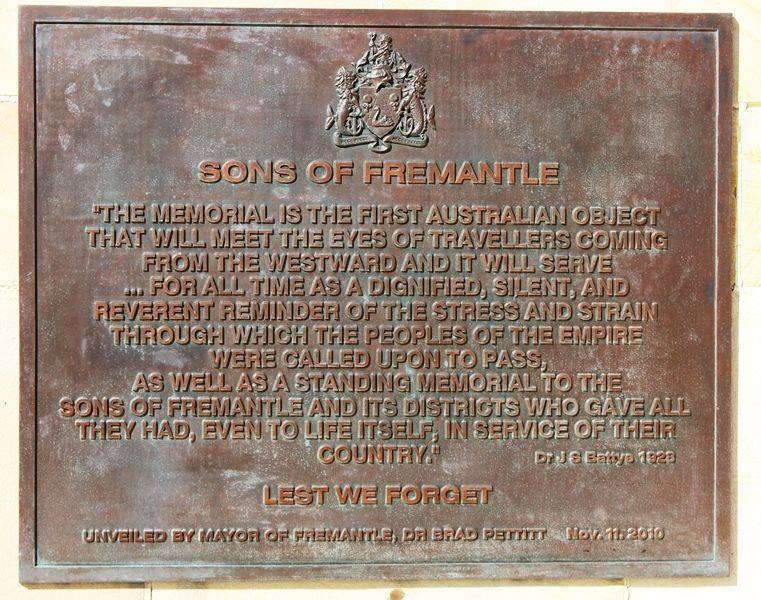 SONS OF FREMANTLE
"THE MEMORIAL IS THE FIRST AUSTRALIAN OBJECT
THAT WILL MEET THE EYES OF TRAVELLERS COMING
FROM THE WESTWARD AND IT WILL SERVE
... FOR ALL TIME AS A DIGNIFIED, SILENT, AND
REVERENT REMINDER OF THE STRESS AND STRAIN
THROUGH WHICH THE PEOPLES OF THE EMPIRE
WERE CALLED UPON TO PASS,
AS WELL AS A STANDING MEMORIAL TO THE
SONS OF FREMANTLE AND ITS DISTRICTS WHO GAVE ALL
THEY HAD, EVEN TO LIFE ITSELF, IN SERVICE OF THEIR
COUNTRY." Dr J S Battye 1928
LEST WE FORGET
UNVEILED BY MAYOR OF FREMANTLE, DR BRAD PETTITT Nov. 11. 2010